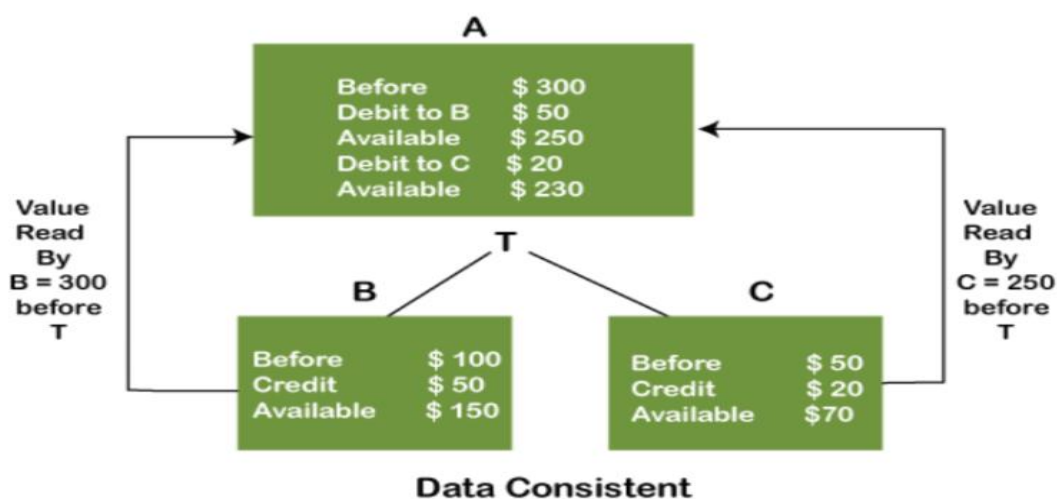 A
Before $ 300
Debit to B $ 50
Available $ 250
Debit to C $ 20
Available $ 230
Value
Read
By
B = 300
before
T
T
Value
Read
By
C = 250
before
T
B
Before $ 100
Credit $ 50
Available $ 150
C
Before $ 50
Credit $ 20
Available $70
Data Consistent